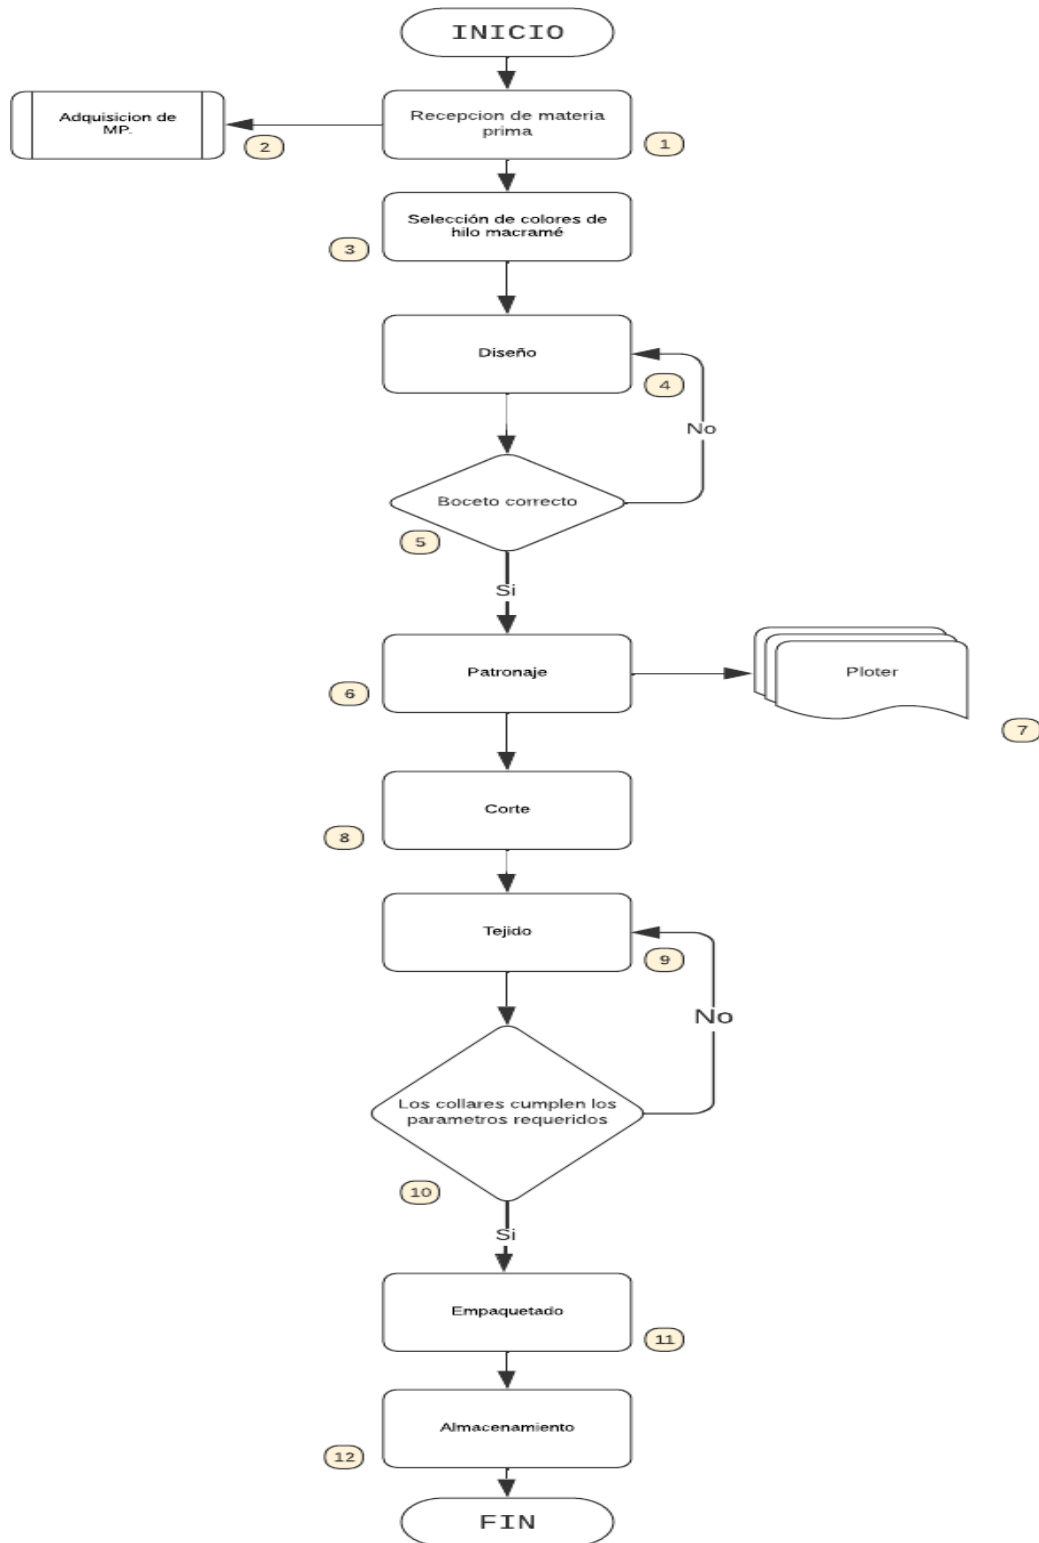 INICIO
Recepcion de materia
prima
1
Adquisicion de
MP.
2
Selección de colores de
hilo macramé
3
Diseño
4
No
Boceto correcto
5
Si
Patronaje
6
Ploter
7
Corte
8
Tejido
9
No
Los collares cumplen los
parametros requeridos
10
Si
Empaquetado
11
Almacenamiento
12
FIN